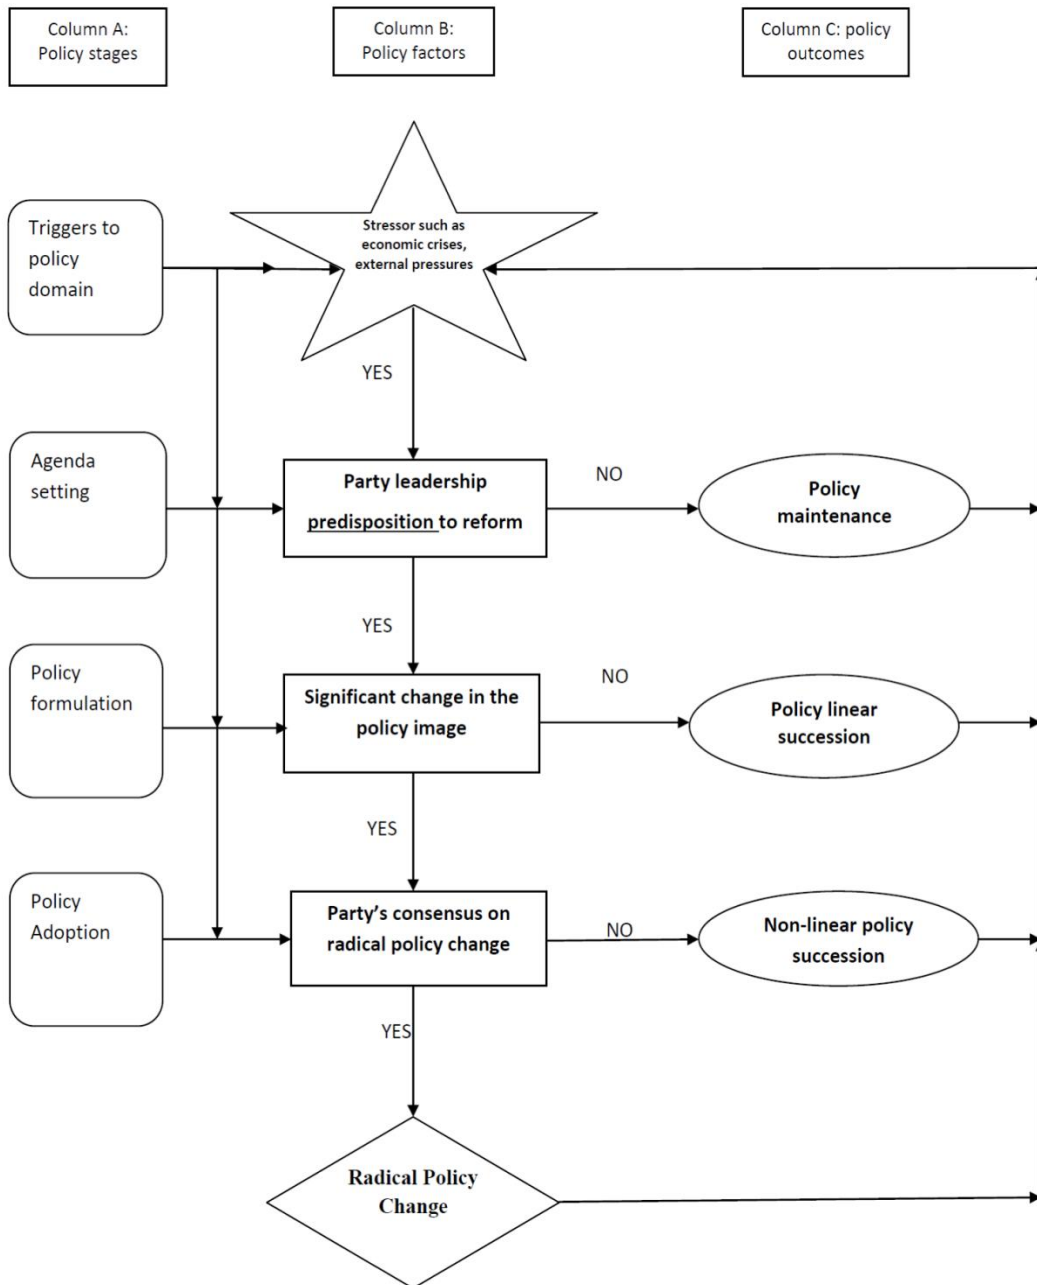 Column A:
Policy stages
Column B:
Policy factors
Column C: policy
outcomes
Triggers to
policy
domain
Stressor such as
economic crises,
external pressures
YES
Agenda
setting
Party leadership
predisposition to reform
NO
Policy
maintenance
YES
Policy
formulation
Significant change in the
policy image
NO
Policy linear
succession
YES
Policy
Adoption
Party’s consensus on
radical policy change
NO
Non-linear policy
succession
YES
Radical Policy
Change